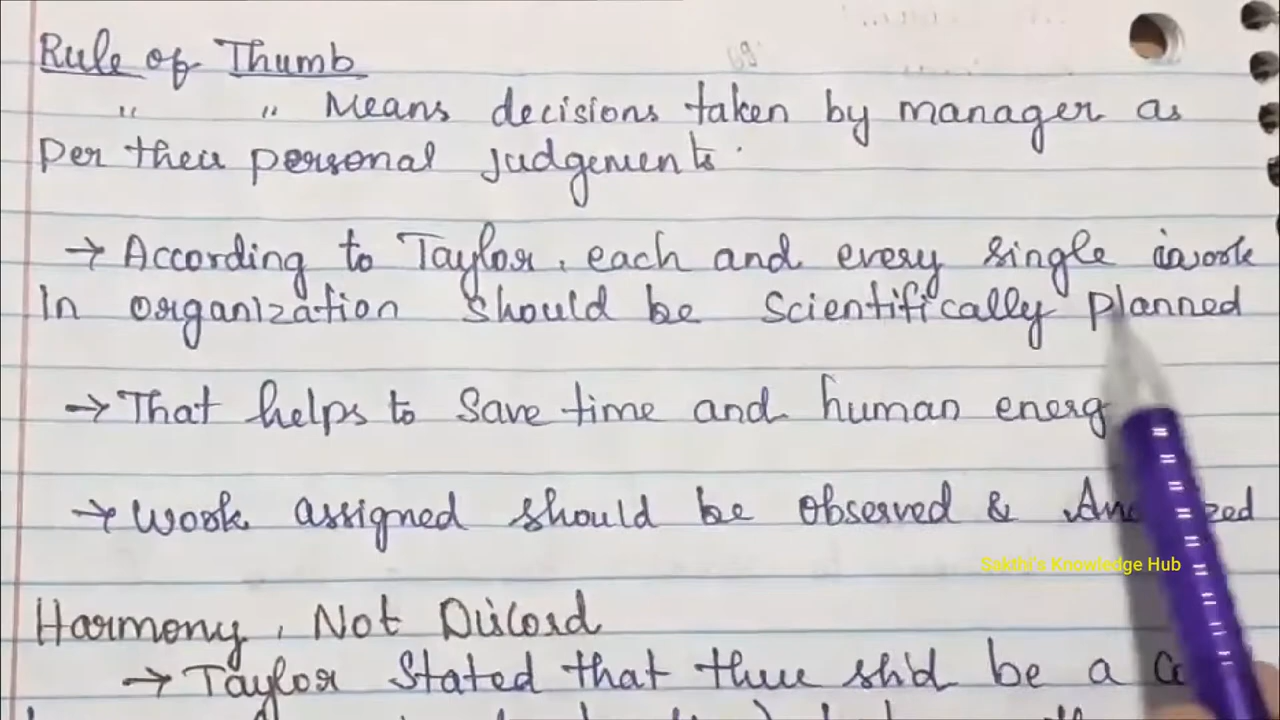 Rule of Thumb
" " Means decisions taken by manager as
Per their personal judgements.
→ According to Taylor, each and every single work
In organization should be Scientifically planned
→ That helps to Save time and human energ
→ Work assigned should be observed &
Sakthi's Knowledge Hub
Harmony, Not Discord
→ Taylor Stated that there sh'd be a